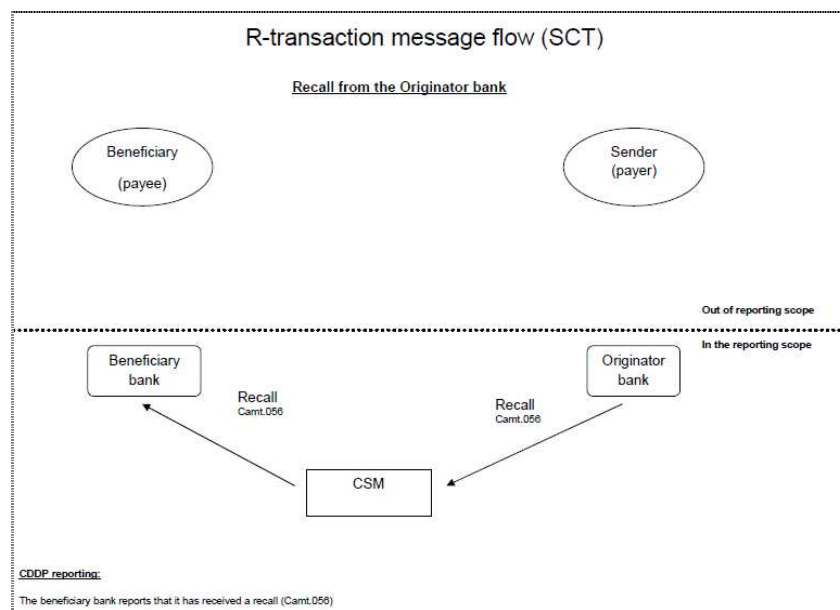 R-transaction message flow (SCT)
Recall from the Originator bank
Beneficiary
(payee)
Sender
(payer)
Out of reporting scope
In the reporting scope
Beneficiary
bank
Originator
bank
Recall
Camt.056
Recall
Camt.056
CSM
CDDP reporting:
The beneficiary bank reports that it has received a recall (Camt.056)